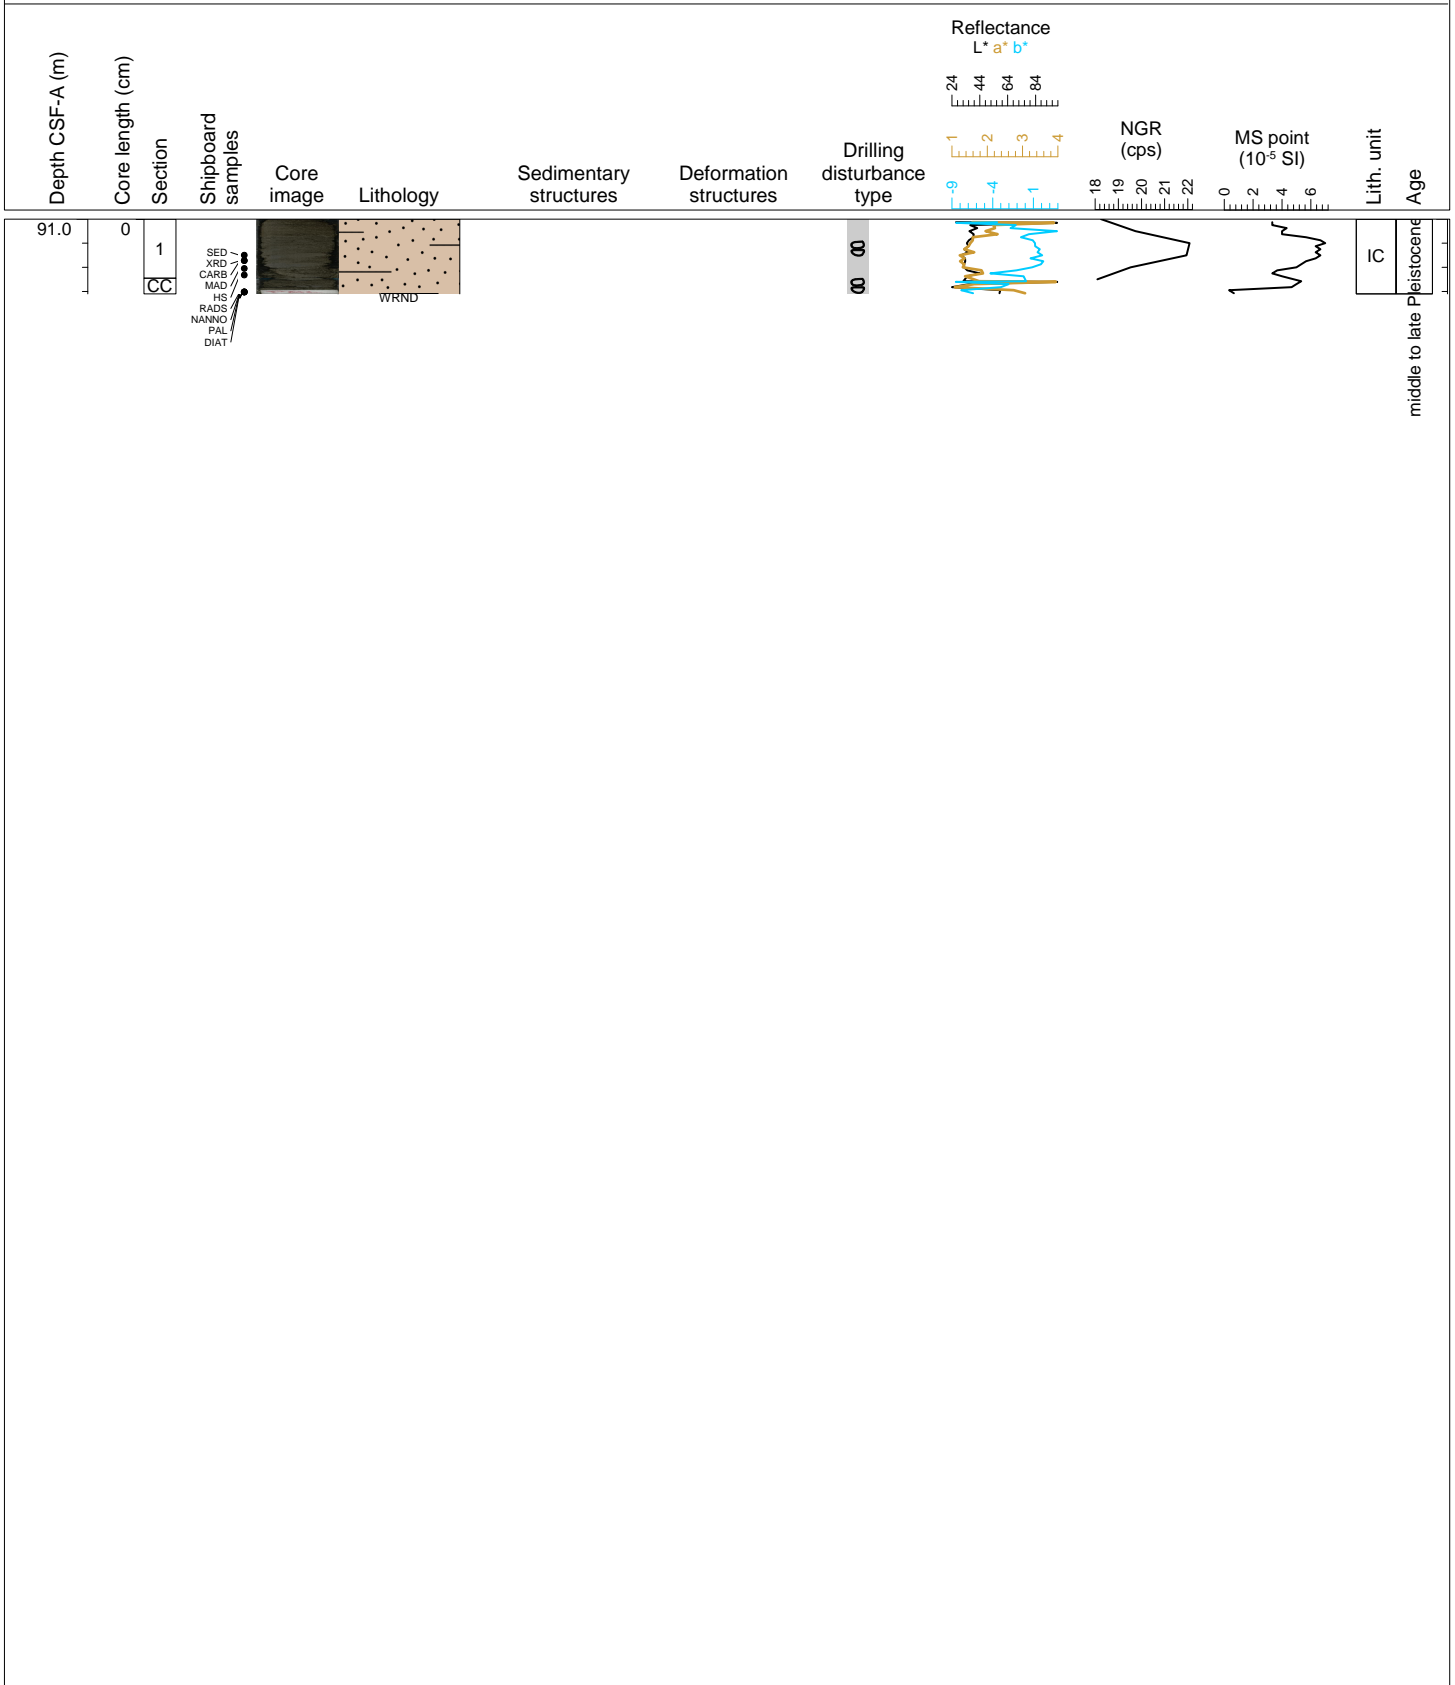 Depth CSF-A (m)
Core length (cm)
Section
Shipboard
samples
Core
image
Lithology
Sedimentary
structures
Deformation
structures
Drilling
disturbance
type
Reflectance
L* a* b*
24 44 64 84
1 2 3 4
-9 -4 1
NGR
(cps)
18 19 20 21 22
MS point
(10-5 SI)
0 2 4 6
Lith. unit
Age
91.0
0
1
CC
SED
XRD
CARB
MAD
HS
RADS
NANNO
PAL
DIAT
WRND
IC
middle to late Pleistocene